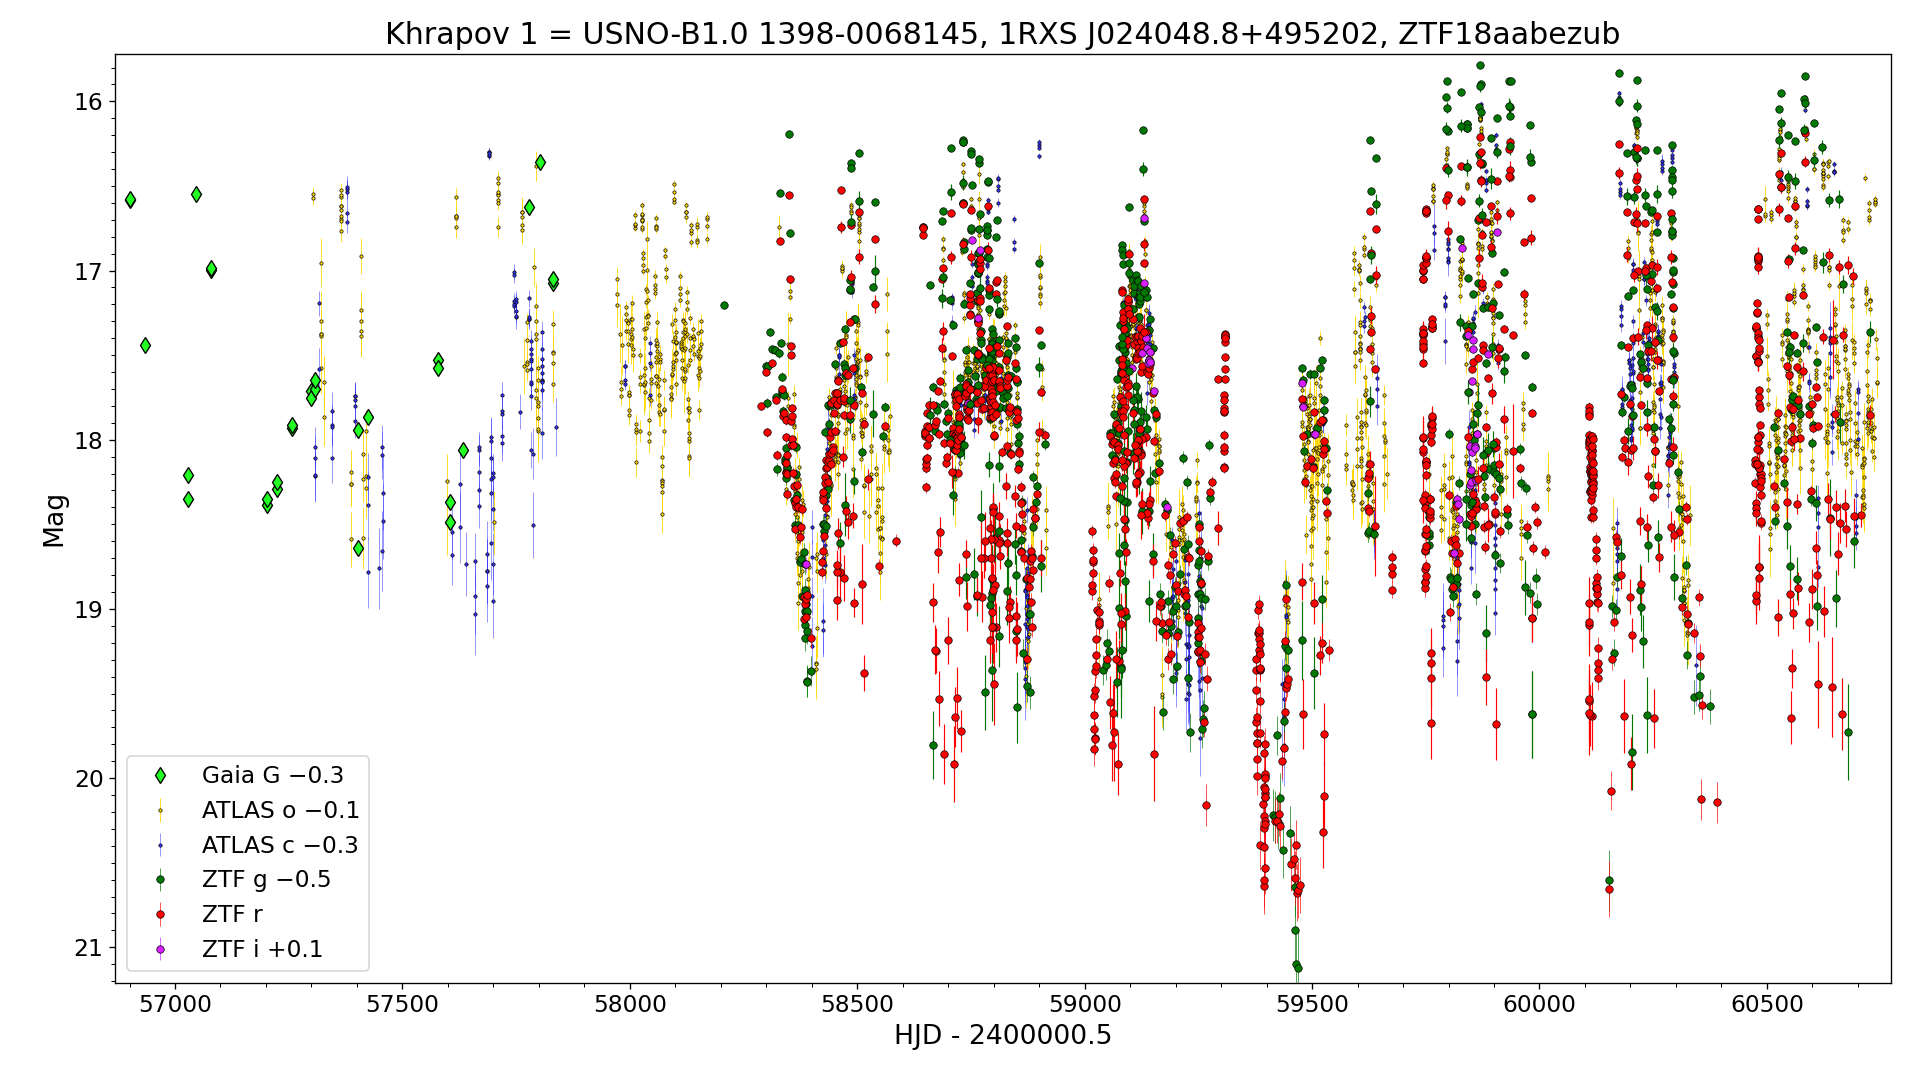 Khrapov 1 = USNO-B1.0 1398-0068145, 1RXS J024048.8+495202, ZTF18aabezub
16
17
18
19
20
21
Mag
Gaia G −0.3
ATLAS o −0.1
ATLAS c −0.3
ZTF g −0.5
ZTF r
ZTF i +0.1
57000 57500 58000 58500 59000 59500 60000 60500
HJD - 2400000.5